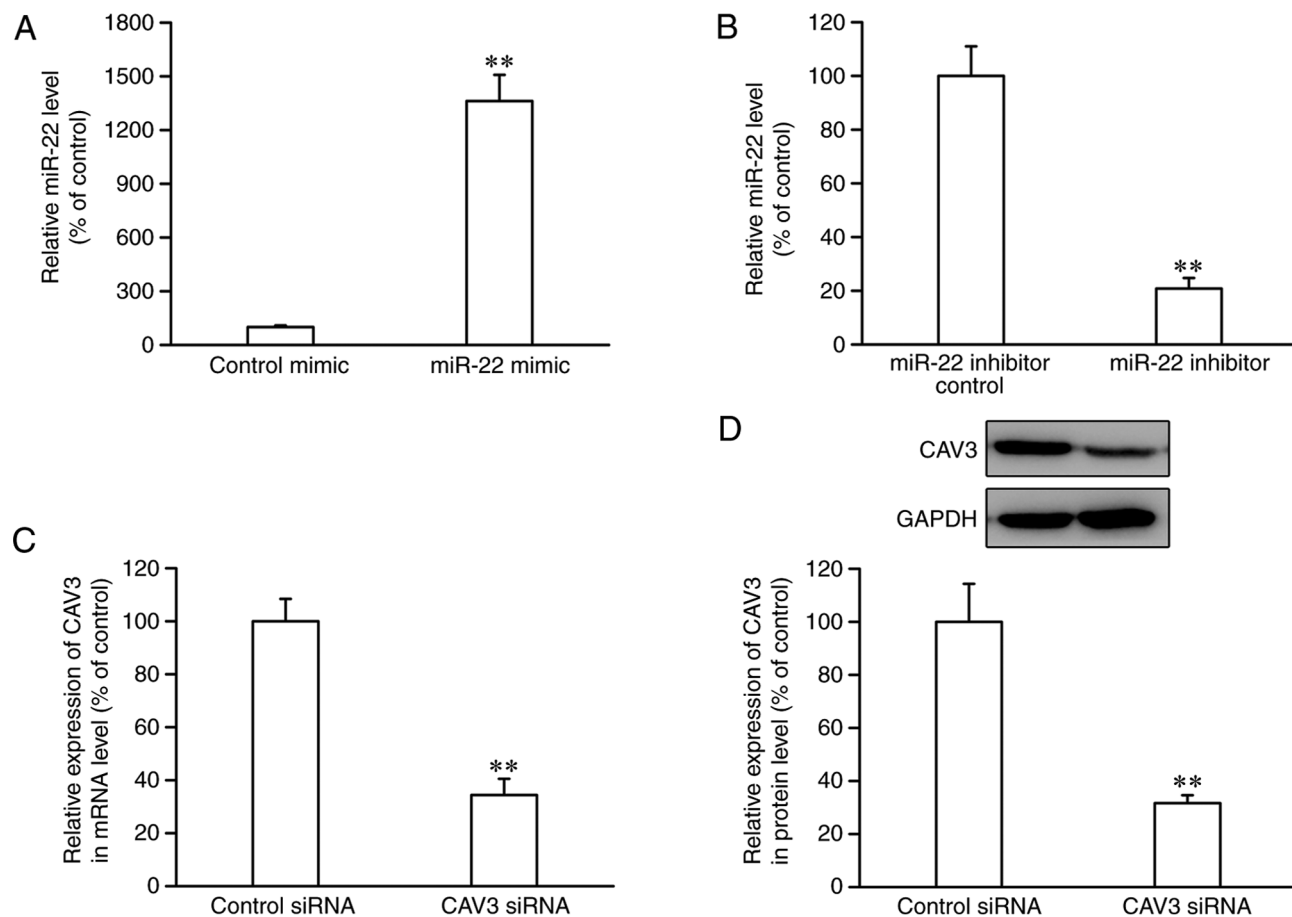 A
Relative miR-22 level
(% of control)
1800
1500
1200
900
600
300
0
**
Control mimic
miR-22 mimic
B
Relative miR-22 level
(% of control)
120
100
80
60
40
20
0
**
miR-22 inhibitor
control
miR-22 inhibitor
C
Relative expression of CAV3
in mRNA level (% of control)
120
100
80
60
40
20
0
**
Control siRNA
CAV3 siRNA
D
CAV3
GAPDH
Relative expression of CAV3
in protein level (% of control)
120
100
80
60
40
20
0
**
Control siRNA
CAV3 siRNA